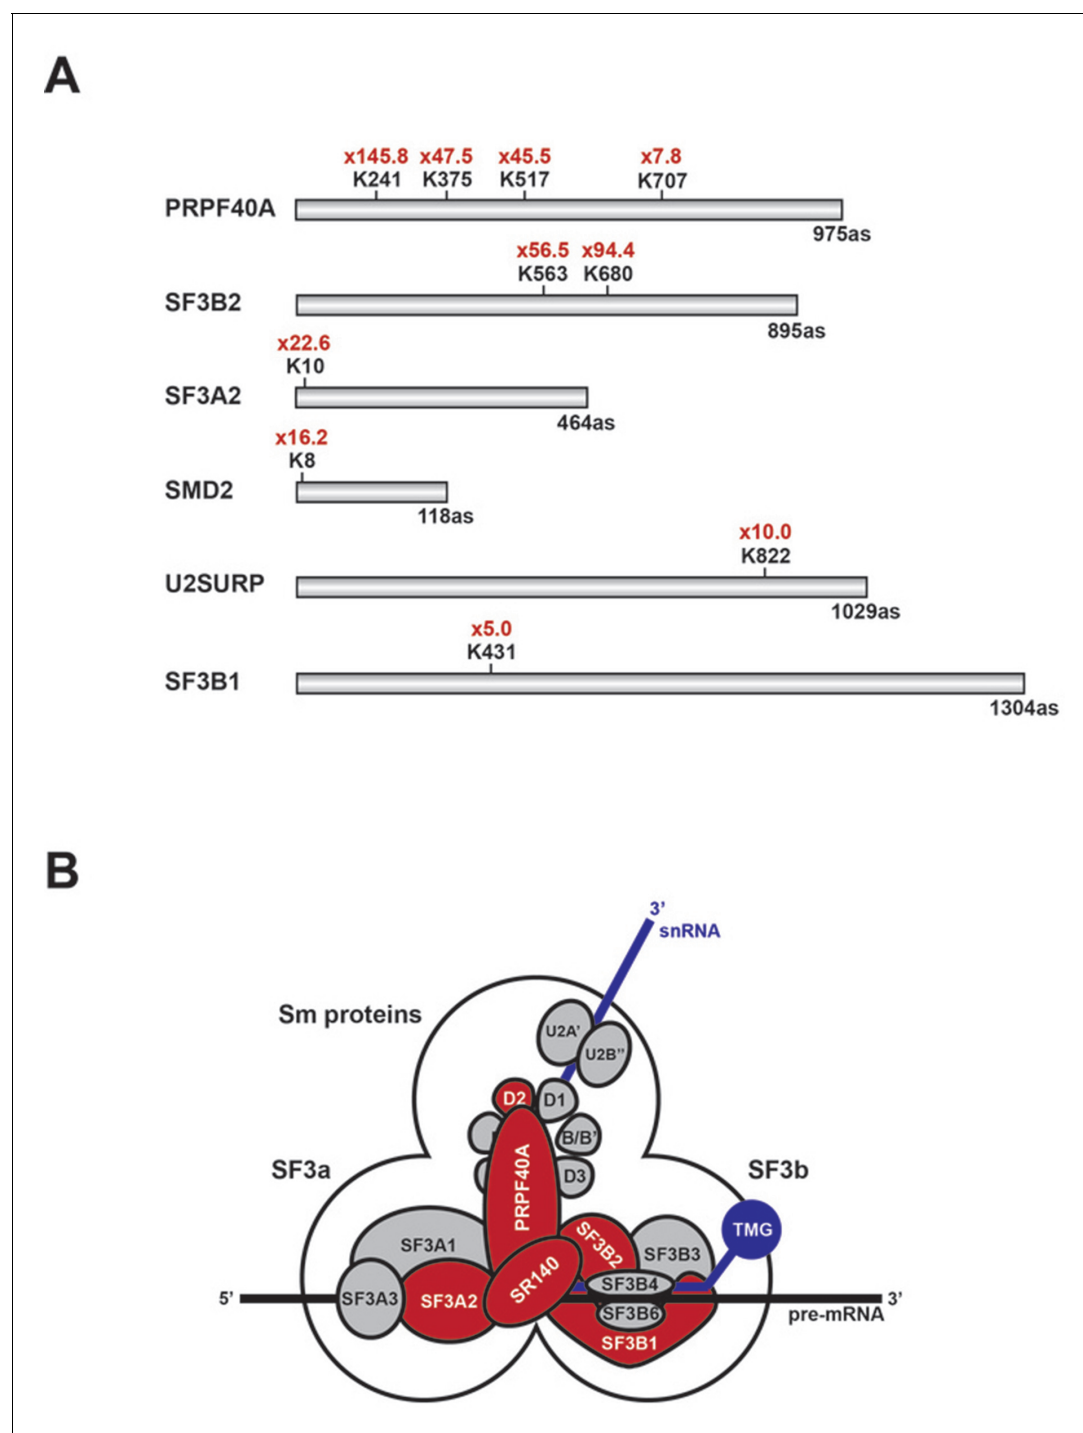 A
x145.8 x47.5 x45.5 x7.8
K241 K375 K517 K707
PRPF40A
975as
x56.5 x94.4
K563 K680
SF3B2
895as
x22.6
K10
SF3A2
464as
x16.2
K8
SMD2
118as
x10.0
K822
U2SURP
1029as
x5.0
K431
SF3B1
1304as
B
3’
snRNA
Sm proteins
U2A’
U2B’’
D2 D1
B/B’
SF3a
PRPF40A
D3
SF3b
TMG
SF3A1
SF3B2
SF3B3
SR140
SF3B4
5’
SF3A3
SF3A2
SF3B6
3’
pre-mRNA
SF3B1